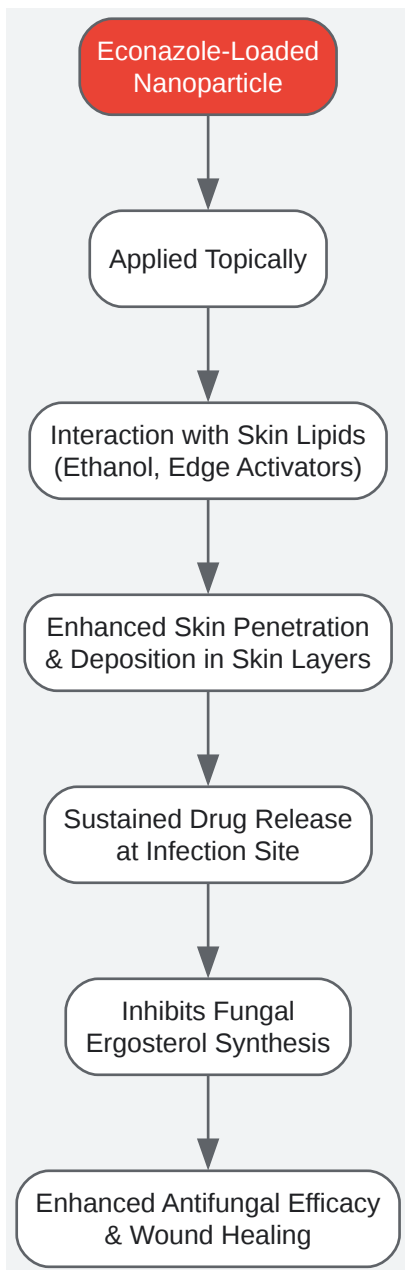 Econazole-Loaded
Nanoparticle
Applied Topically
Interaction with Skin Lipids
(Ethanol, Edge Activators)
Enhanced Skin Penetration
& Deposition in Skin Layers
Sustained Drug Release
at Infection Site
Inhibits Fungal
Ergosterol Synthesis
Enhanced Antifungal Efficacy
& Wound Healing